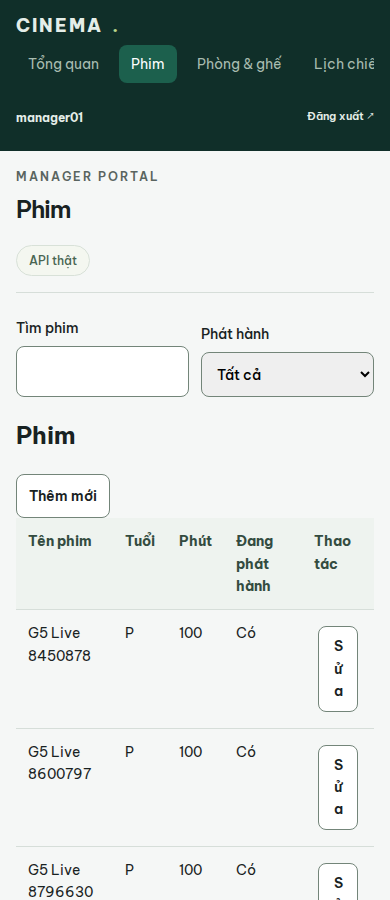 CINEMA .
Tổng quan Phim Phòng & ghế Lịch chiế
manager01 Đăng xuất ↗
MANAGER PORTAL
Phim
API thật
Tìm phim Phát hành
Tất cả
Phim
Thêm mới
Tên phim Tuổi Phút Đang phát hành Thao tác
G5 Live 8450878 P 100 Có Sửa
G5 Live 8600797 P 100 Có Sửa
G5 Live 8796630 P 100 Có S